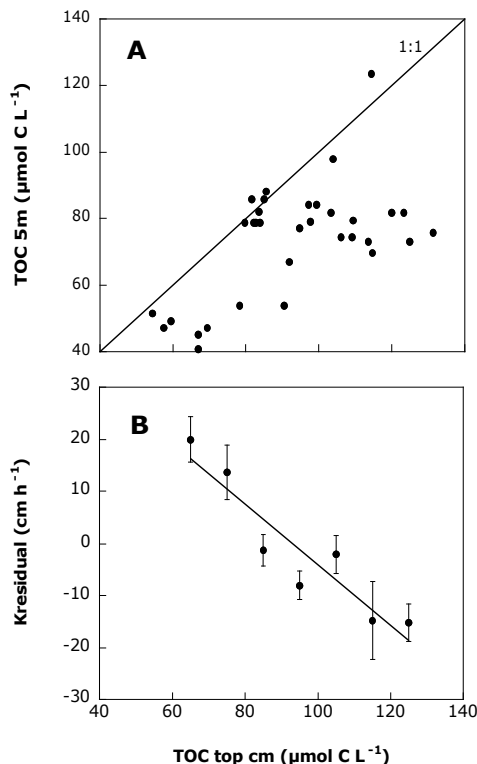 140
A
1:1
120
100
80
60
40
TOC 5m (µmol C L⁻¹)
30
B
20
10
0
-10
-20
-30
Kresidual (cm h⁻¹)
40 60 80 100 120 140
TOC top cm (µmol C L⁻¹)